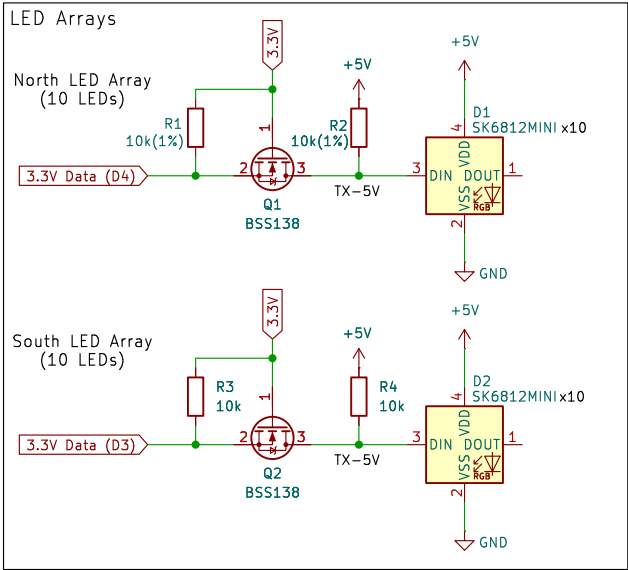 LED Arrays
North LED Array
(10 LEDs)
3.3V
+5V
+5V
R1
10k(1%)
R2
10k(1%)
D1
SK6812MINI x10
1
4
VDD
3.3V Data (D4)
2
3
TX-5V
3
DIN
DOUT
1
VSS
RGB
2
Q1
BSS138
GND
South LED Array
(10 LEDs)
3.3V
+5V
+5V
R3
10k
R4
10k
D2
SK6812MINI x10
1
4
VDD
3.3V Data (D3)
2
3
TX-5V
3
DIN
DOUT
1
VSS
RGB
2
Q2
BSS138
GND